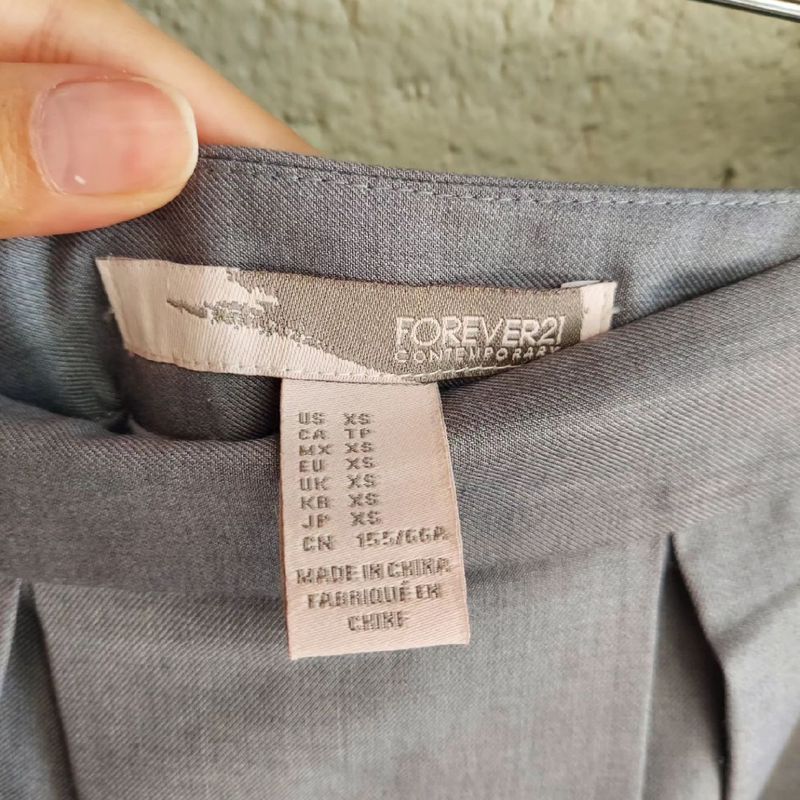 FOREVER21
CONTEMPORARY
US XS
CA TP
MX XS
EU XS
UK XS
KR XS
JP XS
CN 155/66A
MADE IN CHINA
FABRIQUÉ EN
CHINE